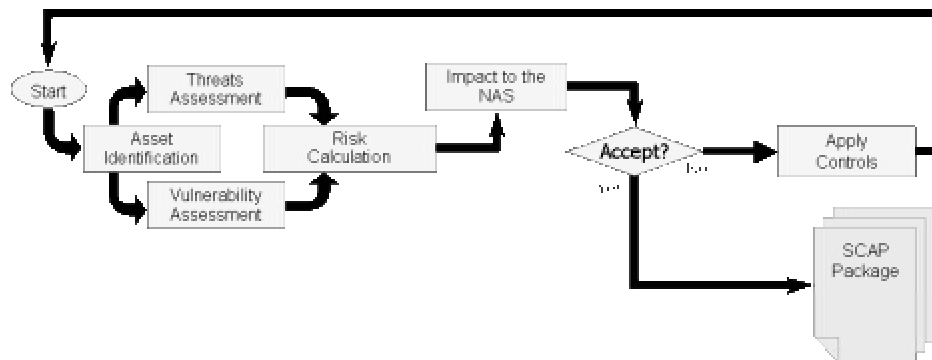 Start
Threats
Assessment
Asset
Identification
Vulnerability
Assessment
Risk
Calculation
Impact to the
NAS
Accept?
Apply
Controls
SCAP
Package